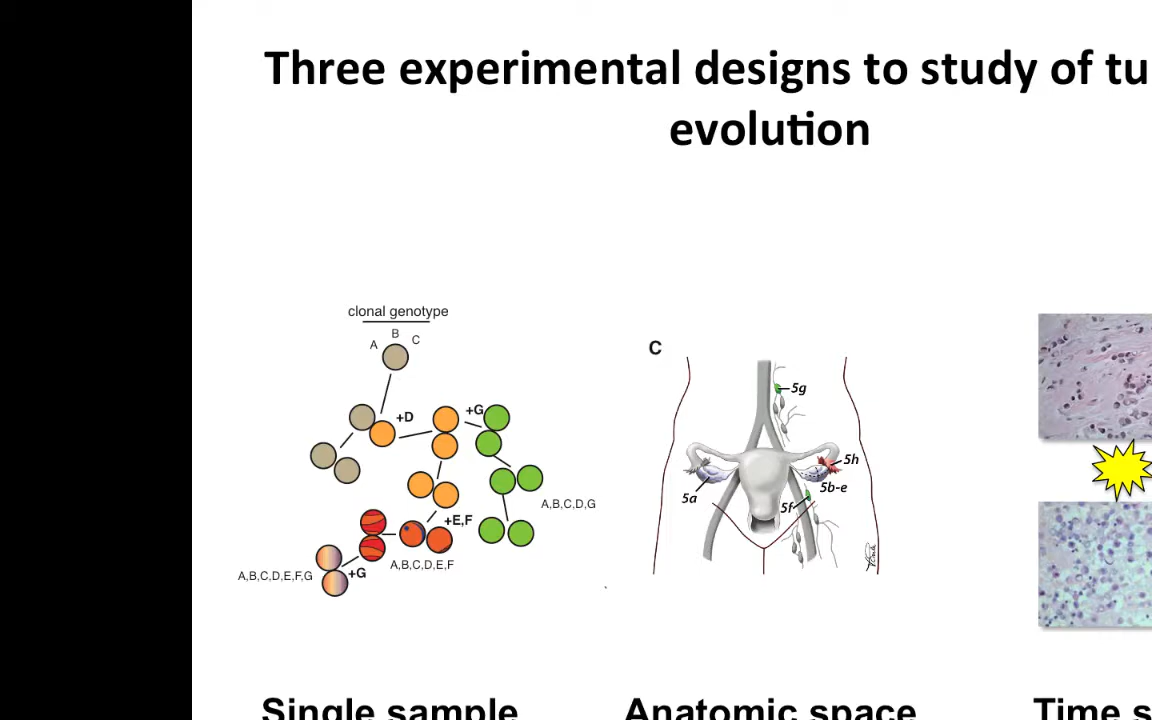 Three experimental designs to study of tu
evolution
clonal genotype
A B C
+D
+G
A,B,C,D,G
+E,F
A,B,C,D,E,F
A,B,C,D,E,F,G
+G
C
5g
5h
5a
5b-e
5f
Single sample
Anatomic space
Time s